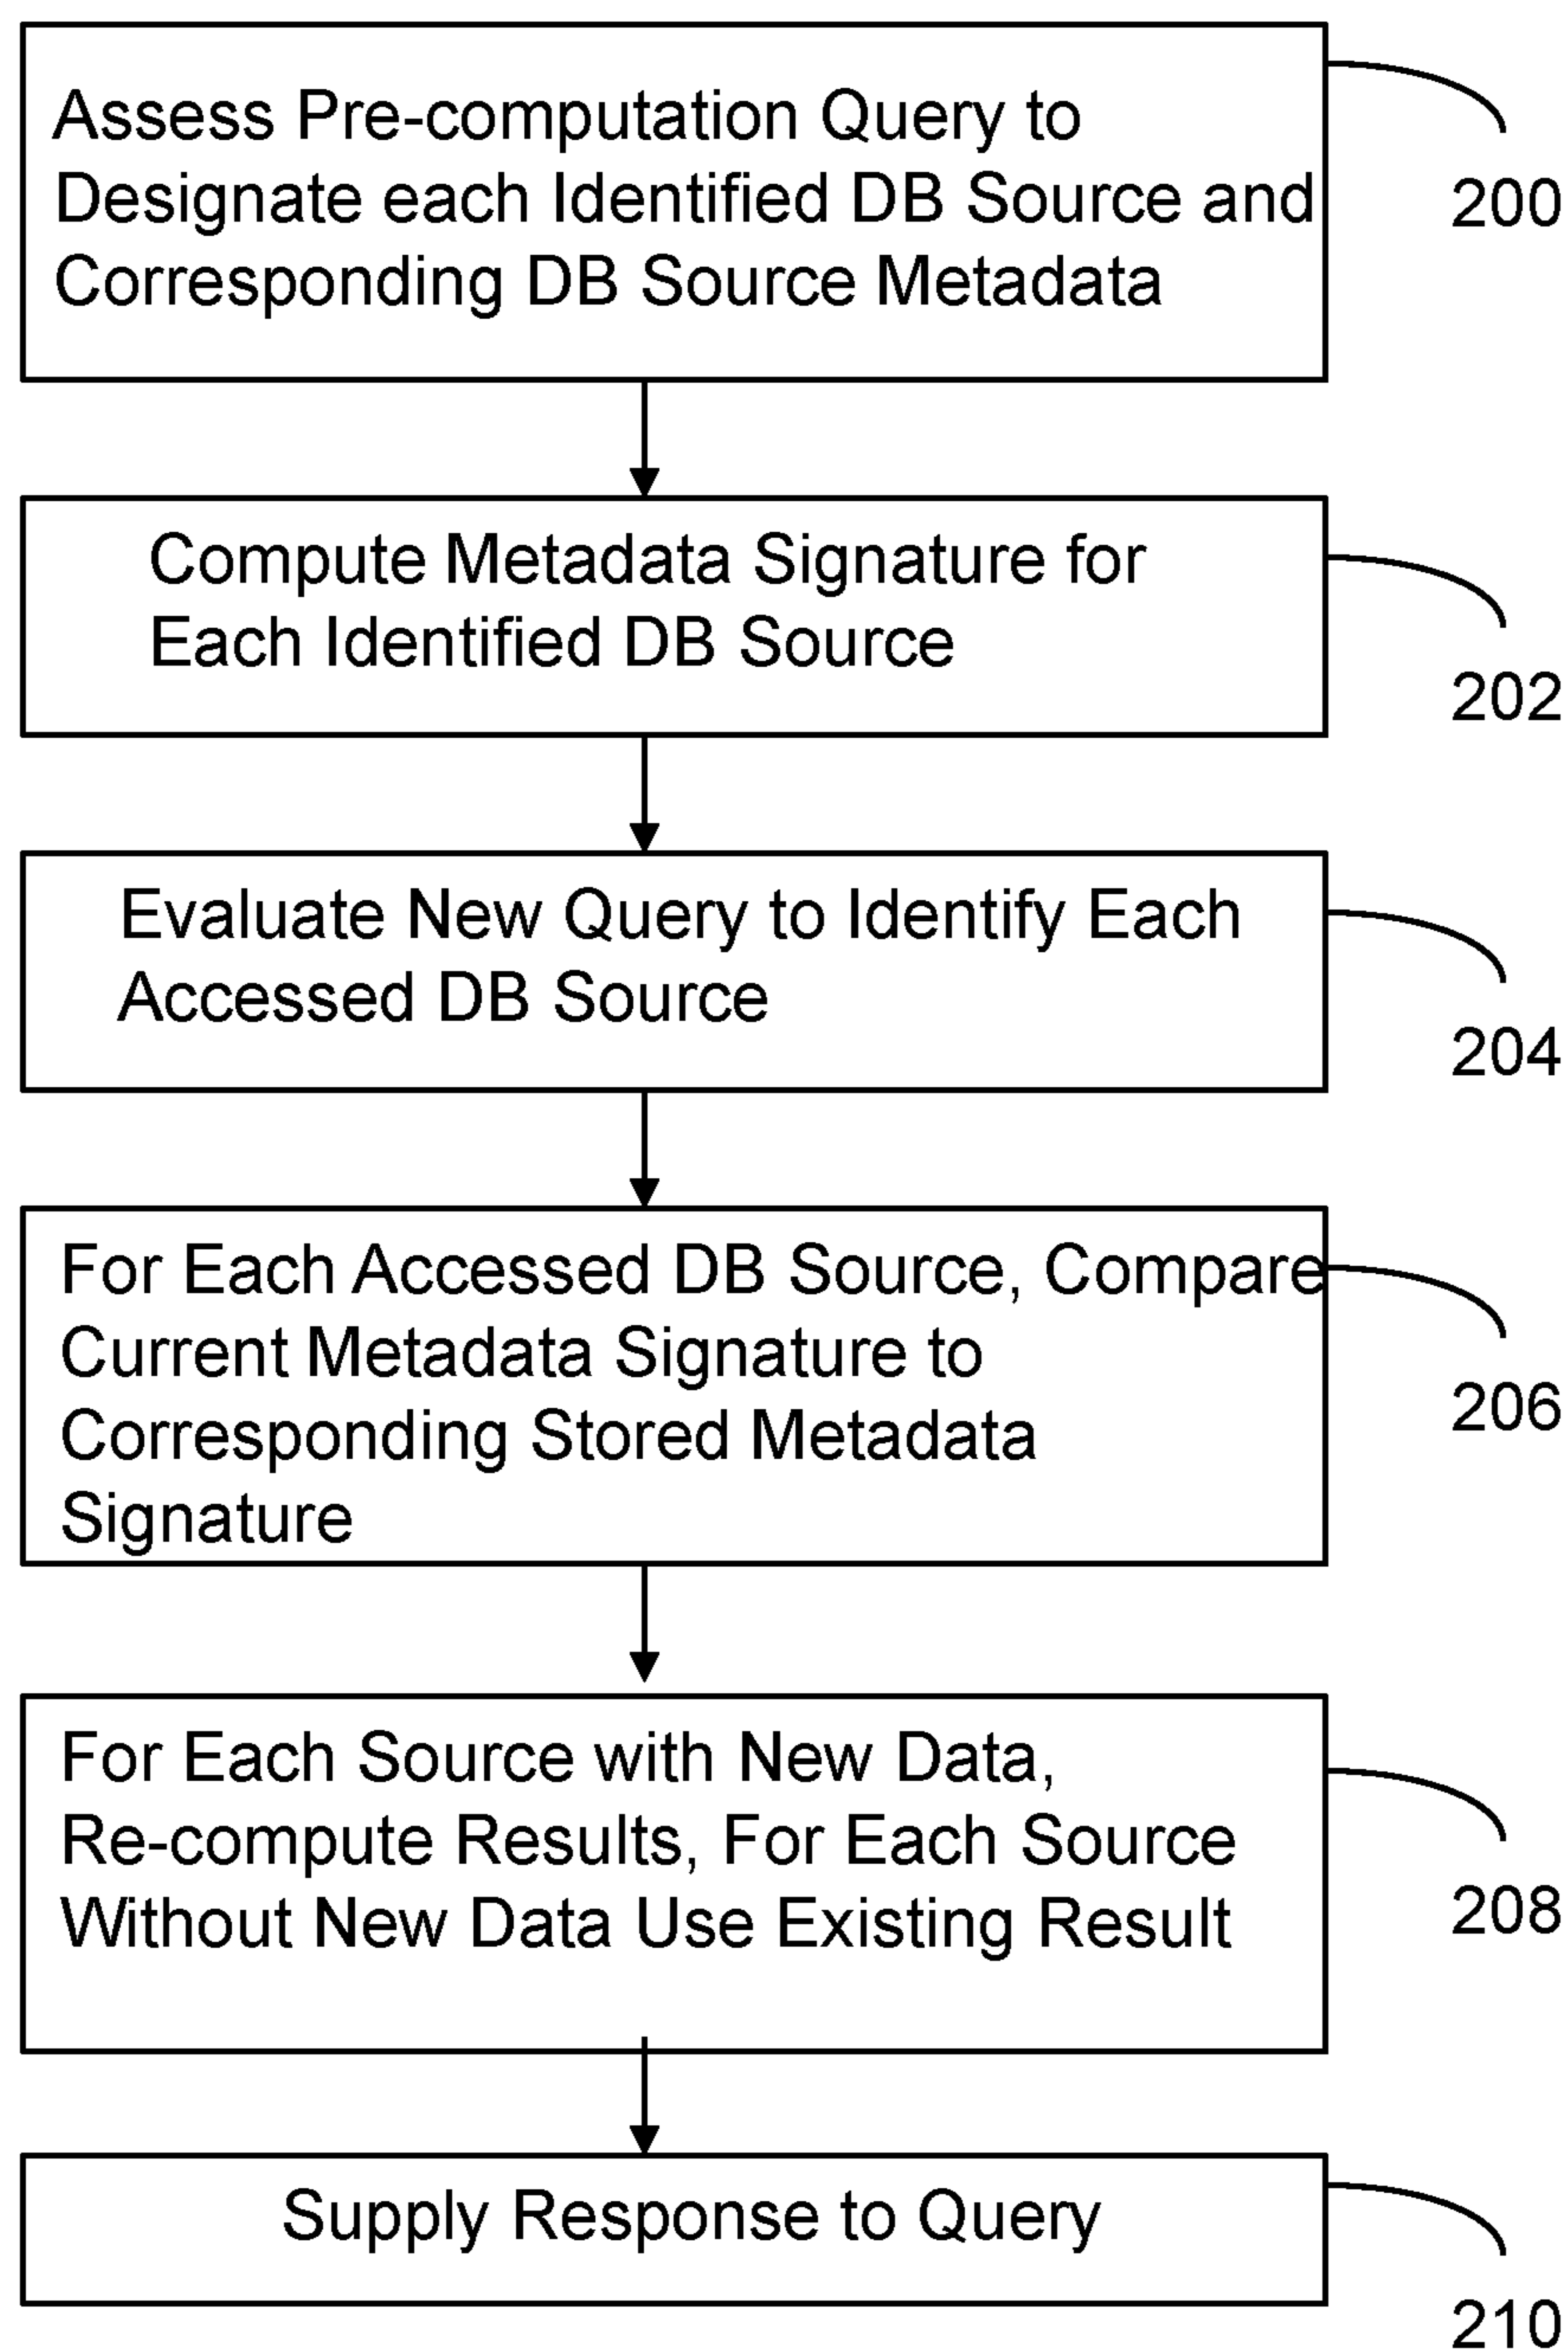 Assess Pre-computation Query to
Designate each Identified DB Source and
Corresponding DB Source Metadata
200
Compute Metadata Signature for
Each Identified DB Source
202
Evaluate New Query to Identify Each
Accessed DB Source
204
For Each Accessed DB Source, Compare
Current Metadata Signature to
Corresponding Stored Metadata
Signature
206
For Each Source with New Data,
Re-compute Results, For Each Source
Without New Data Use Existing Result
208
Supply Response to Query
210